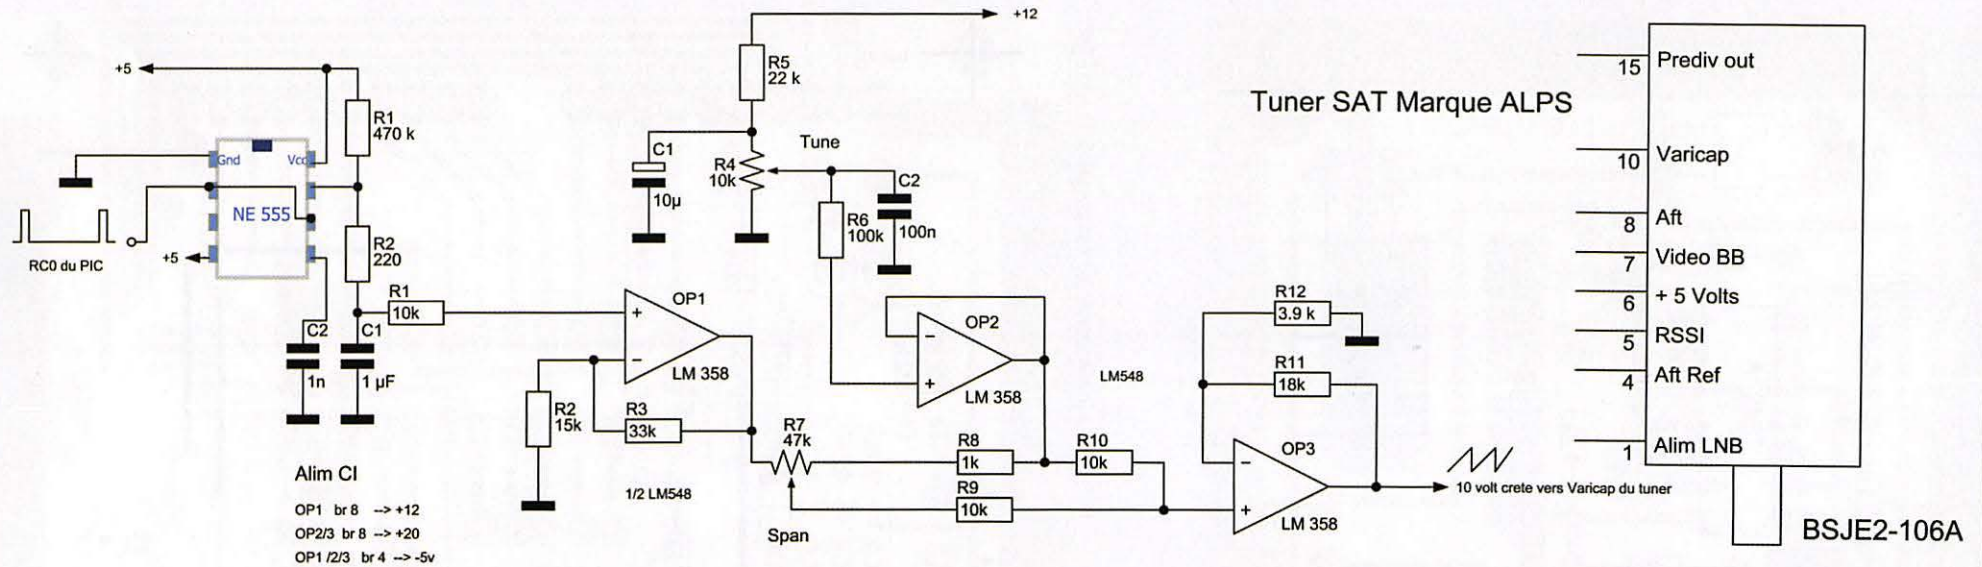 +12
+5
R5
22 k
R1
470 k
Tune
C1
10µ
R4
10k
C2
100n
R6
100k
Gnd
Vcc
NE 555
+5
RC0 du PIC
R2
220
R1
10k
C2
1n
C1
1 µF
OP1
+
−
LM 358
R2
15k
R3
33k
1/2 LM548
R7
47k
Span
OP2
−
+
LM 358
R8
1k
R9
10k
R10
10k
LM548
R12
3.9 k
R11
18k
OP3
−
+
LM 358
10 volt crete vers Varicap du tuner
Alim CI
OP1 br 8 --> +12
OP2/3 br 8 --> +20
OP1 /2/3 br 4 --> -5v
Tuner SAT Marque ALPS
15 Prediv out
10 Varicap
8 Aft
7 Video BB
6 + 5 Volts
5 RSSI
4 Aft Ref
1 Alim LNB
BSJE2-106A